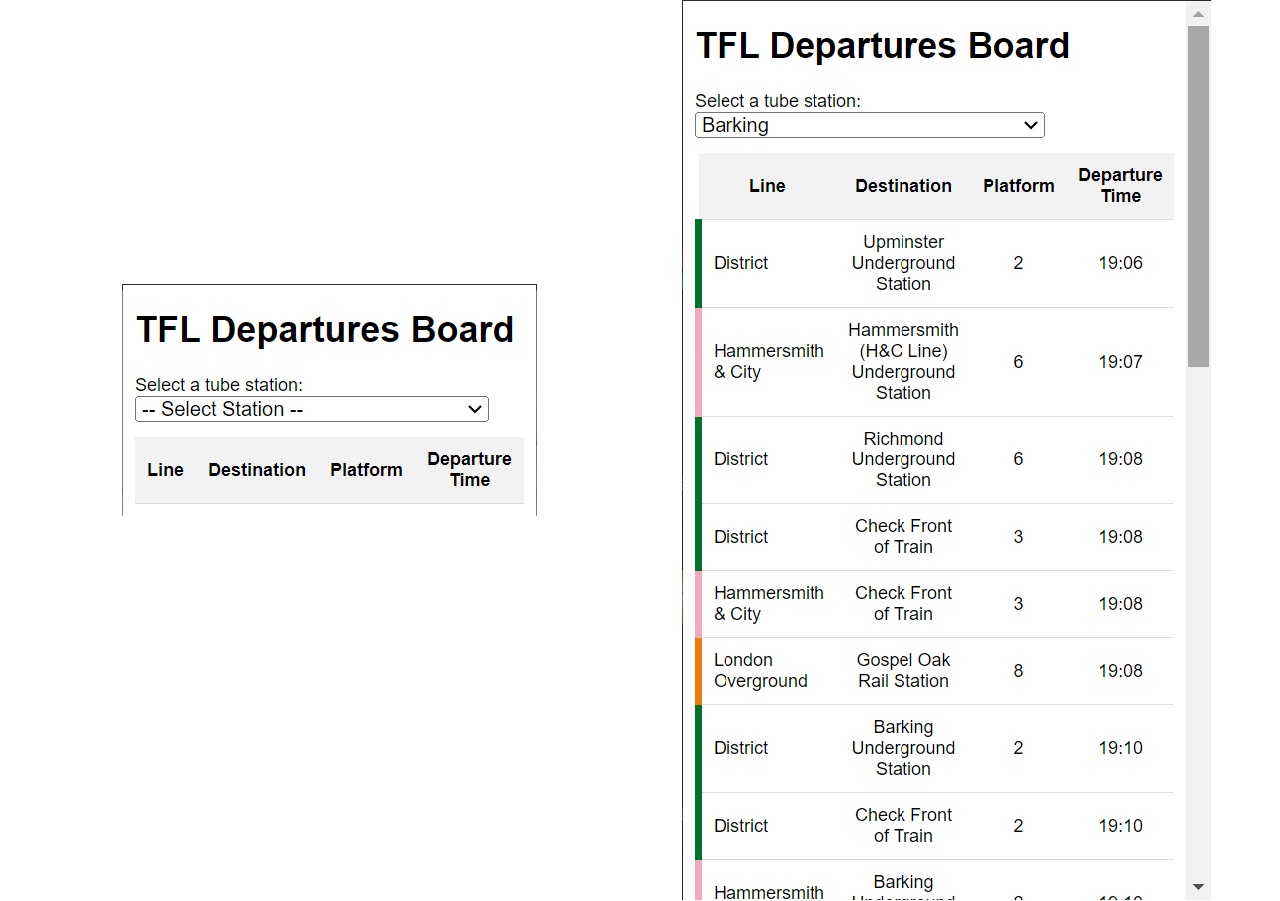 TFL Departures Board
Select a tube station:
-- Select Station --
Line Destination Platform Departure
Time
TFL Departures Board
Select a tube station:
Barking
Line Destination Platform Departure
Time
District Upminster
Underground
Station 2 19:06
Hammersmith
& City Hammersmith
(H&C Line)
Underground
Station 6 19:07
District Richmond
Underground
Station 6 19:08
District Check Front
of Train 3 19:08
Hammersmith
& City Check Front
of Train 3 19:08
London
Overground Gospel Oak
Rail Station 8 19:08
District Barking
Underground
Station 2 19:10
District Check Front
of Train 2 19:10
Hammersmith Barking